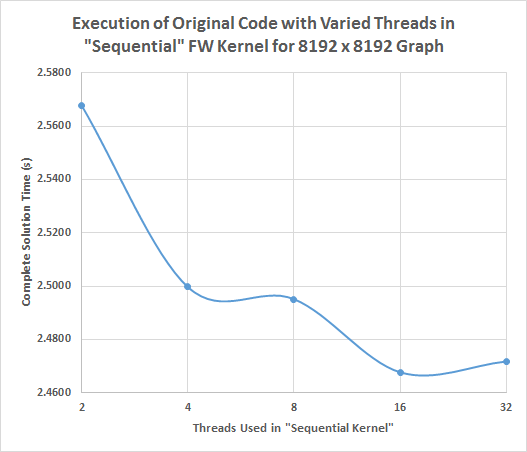 Execution of Original Code with Varied Threads in
"Sequential" FW Kernel for 8192 x 8192 Graph
Complete Solution Time (s)
2.5800
2.5600
2.5400
2.5200
2.5000
2.4800
2.4600
2 4 8 16 32
Threads Used in "Sequential Kernel"